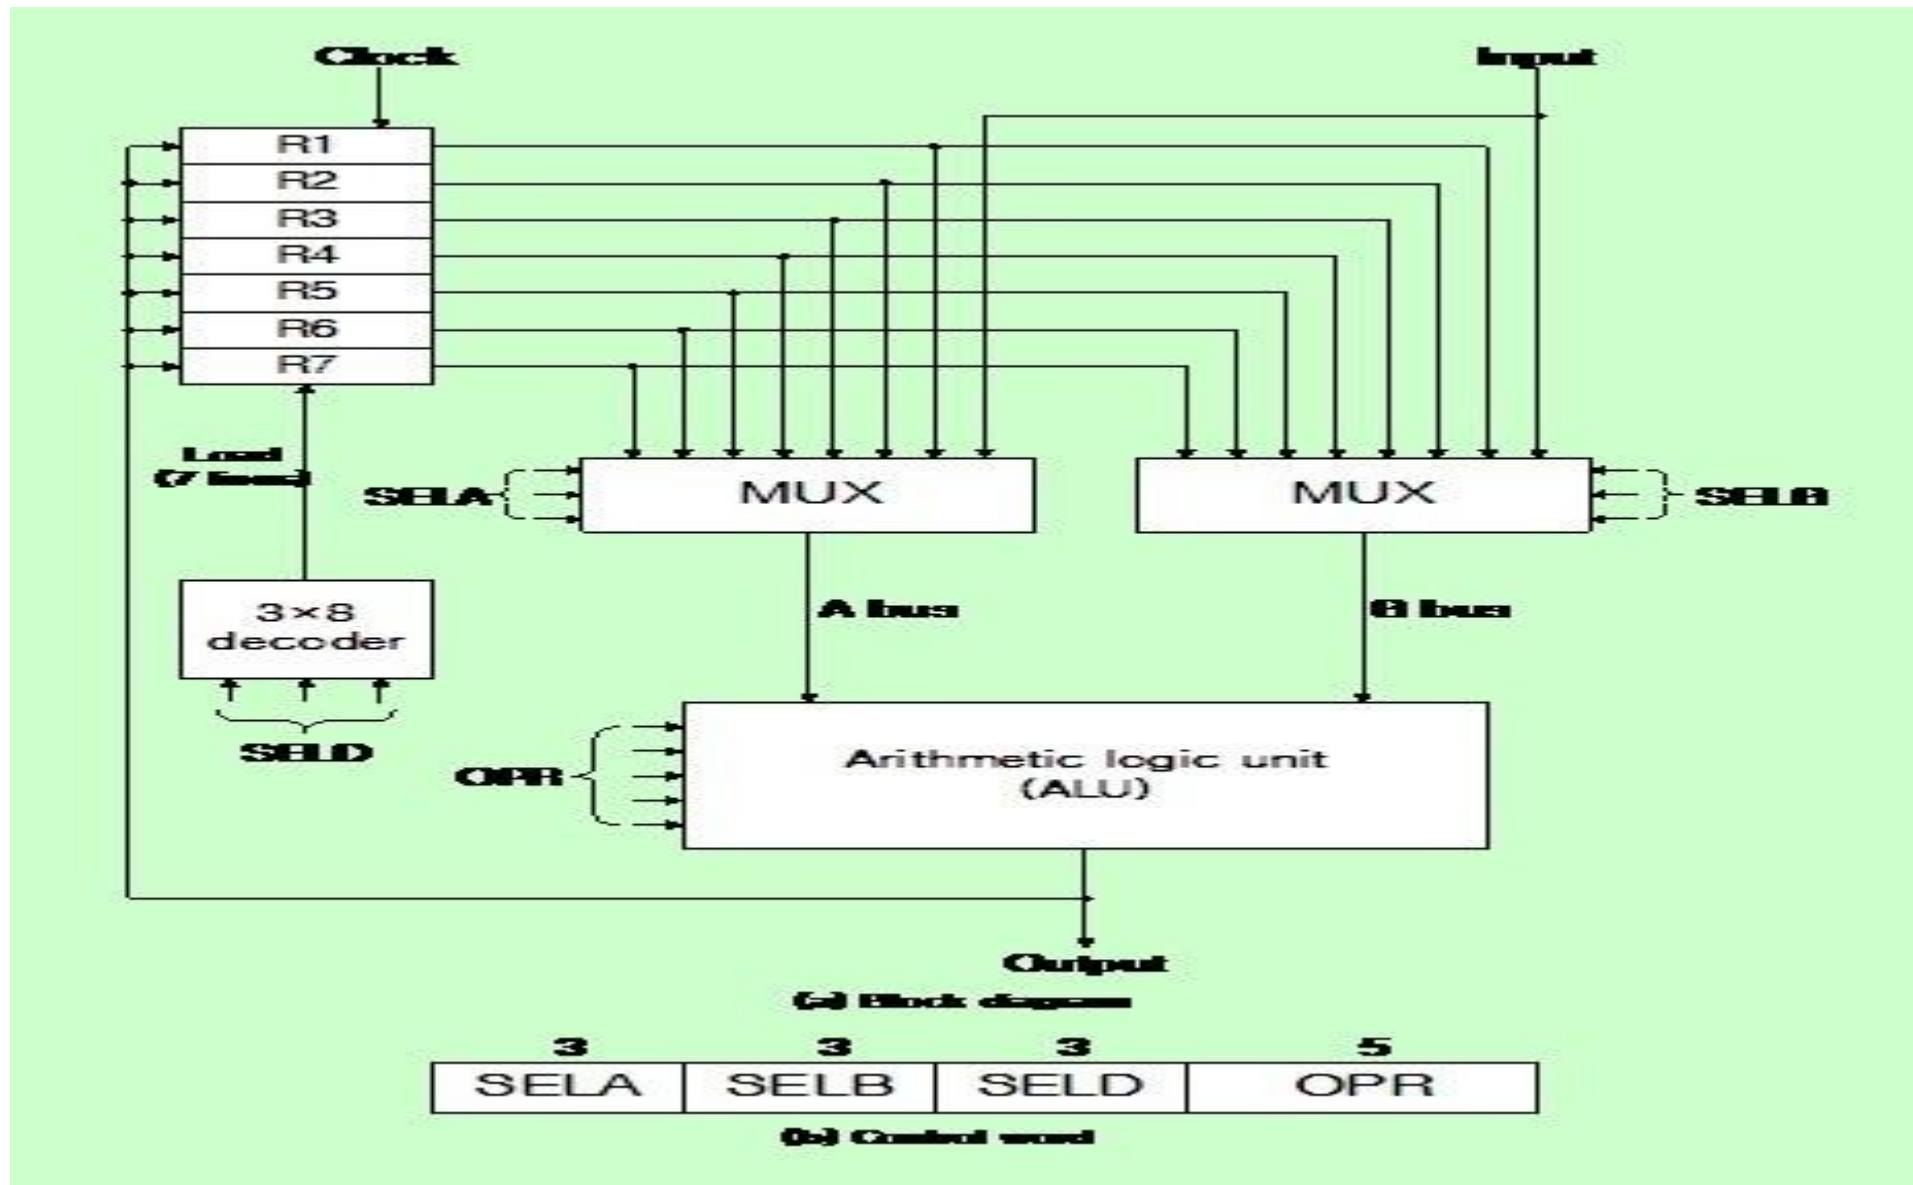 Clock
Input
R1
R2
R3
R4
R5
R6
R7
Load
(7 lines)
SELA
MUX
MUX
SELB
3×8
decoder
A bus
B bus
SELD
OPR
Arithmetic logic unit
(ALU)
Output
(a) Block diagram
3 3 3 5
SELA SELB SELD OPR
(b) Control word